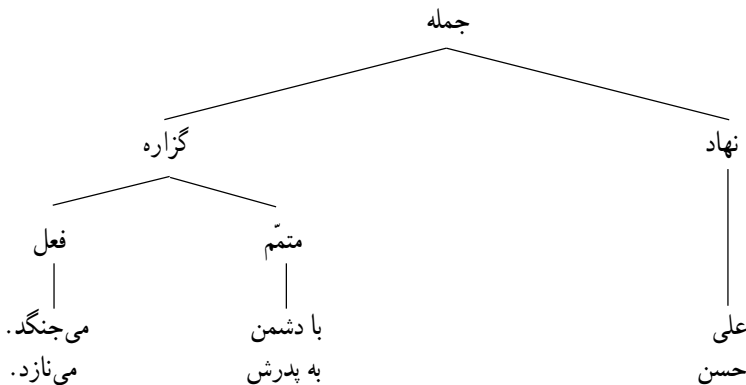 جمله
نهاد گزاره
متمّم فعل
علی با دشمن می‌جنگد.
حسن به پدرش می‌نازد.